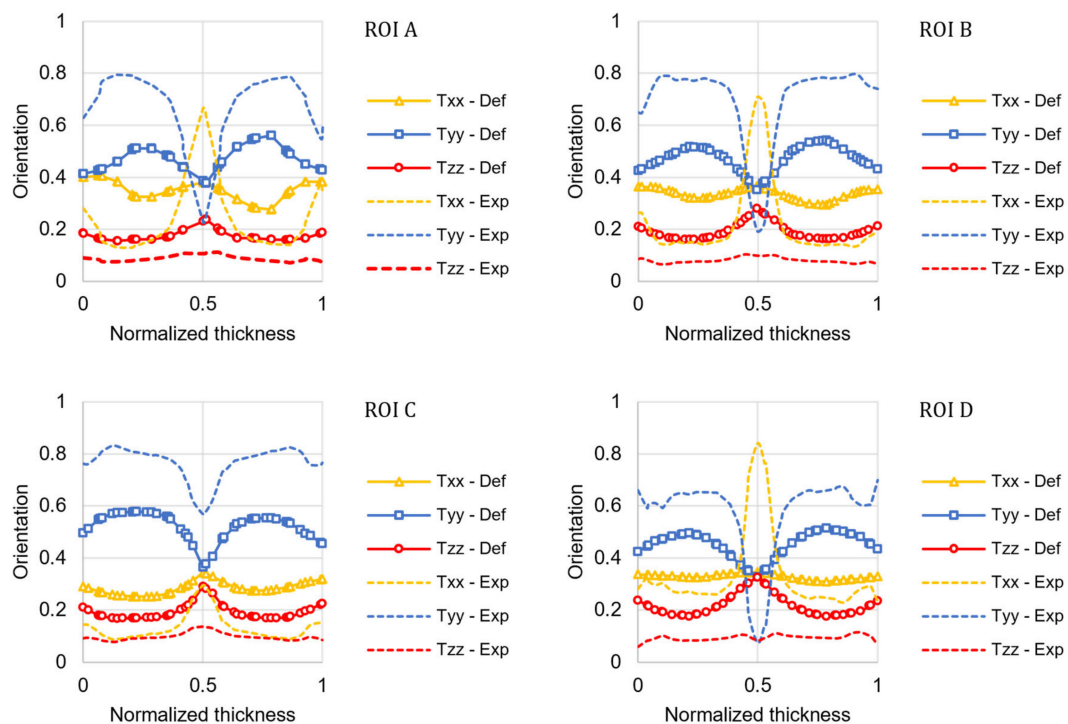 ROI A
Orientation
1
0.8
0.6
0.4
0.2
0
0 0.5 1
Normalized thickness
Txx - Def
Tyy - Def
Tzz - Def
Txx - Exp
Tyy - Exp
Tzz - Exp
ROI B
Orientation
1
0.8
0.6
0.4
0.2
0
0 0.5 1
Normalized thickness
Txx - Def
Tyy - Def
Tzz - Def
Txx - Exp
Tyy - Exp
Tzz - Exp
ROI C
Orientation
1
0.8
0.6
0.4
0.2
0
0 0.5 1
Normalized thickness
Txx - Def
Tyy - Def
Tzz - Def
Txx - Exp
Tyy - Exp
Tzz - Exp
ROI D
Orientation
1
0.8
0.6
0.4
0.2
0
0 0.5 1
Normalized thickness
Txx - Def
Tyy - Def
Tzz - Def
Txx - Exp
Tyy - Exp
Tzz - Exp